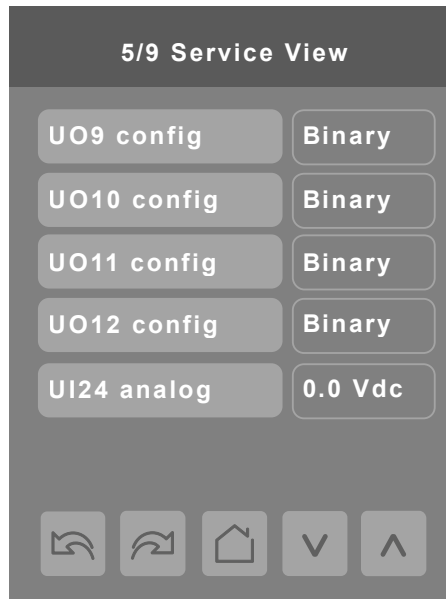 5/9 Service View
UO9 config Binary
UO10 config Binary
UO11 config Binary
UO12 config Binary
UI24 analog 0.0 Vdc